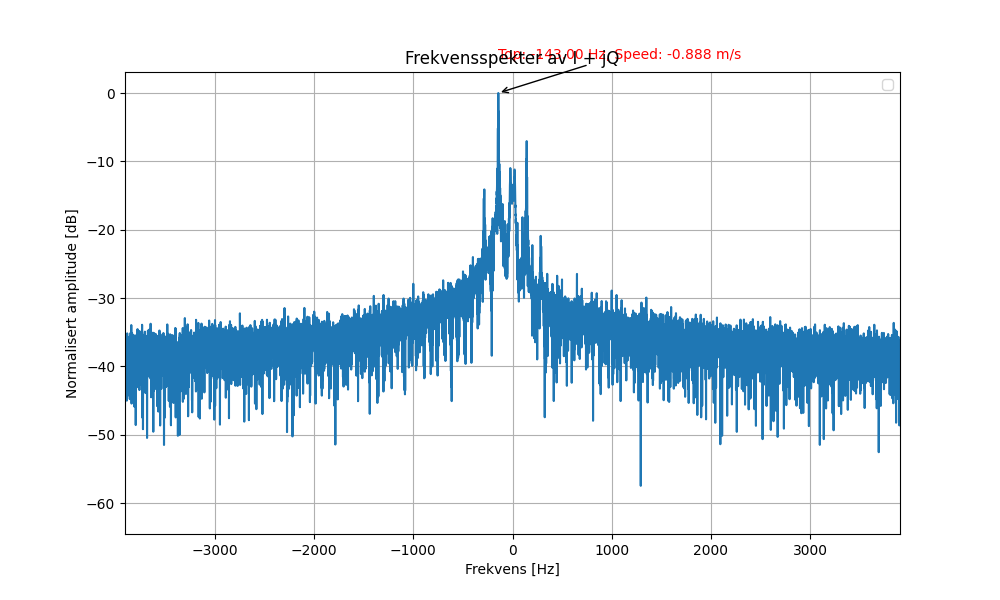 Top: -143.00 Hz, Speed: -0.888 m/s
Frekvensspekter av I + jQ
Normalisert amplitude [dB]
0
−10
−20
−30
−40
−50
−60
−3000 −2000 −1000 0 1000 2000 3000
Frekvens [Hz]